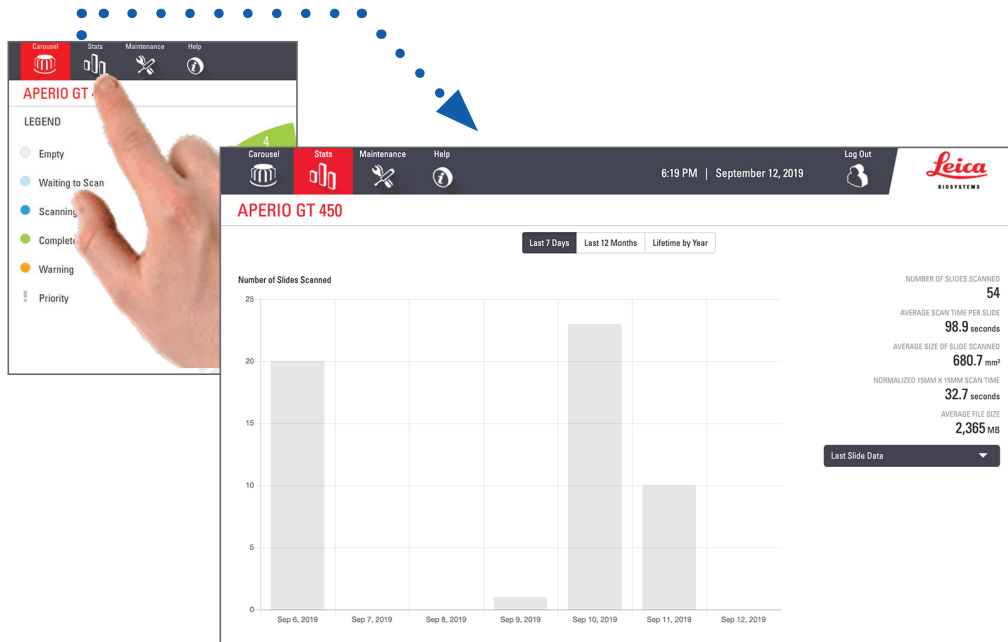 Carousel Stats Maintenance Help
APERIO GT 4
LEGEND
Empty
Waiting to Scan
Scanning
Complete
Warning
! Priority
4
Carousel Stats Maintenance Help
6:19 PM | September 12, 2019
Log Out
Leica
BIOSYSTEMS
APERIO GT 450
Last 7 Days Last 12 Months Lifetime by Year
Number of Slides Scanned
25
20
15
10
5
0
Sep 6, 2019 Sep 7, 2019 Sep 8, 2019 Sep 9, 2019 Sep 10, 2019 Sep 11, 2019 Sep 12, 2019
NUMBER OF SLIDES SCANNED
54
AVERAGE SCAN TIME PER SLIDE
98.9 seconds
AVERAGE SIZE OF SLIDE SCANNED
680.7 mm²
NORMALIZED 15MM X 15MM SCAN TIME
32.7 seconds
AVERAGE FILE SIZE
2,365 MB
Last Slide Data